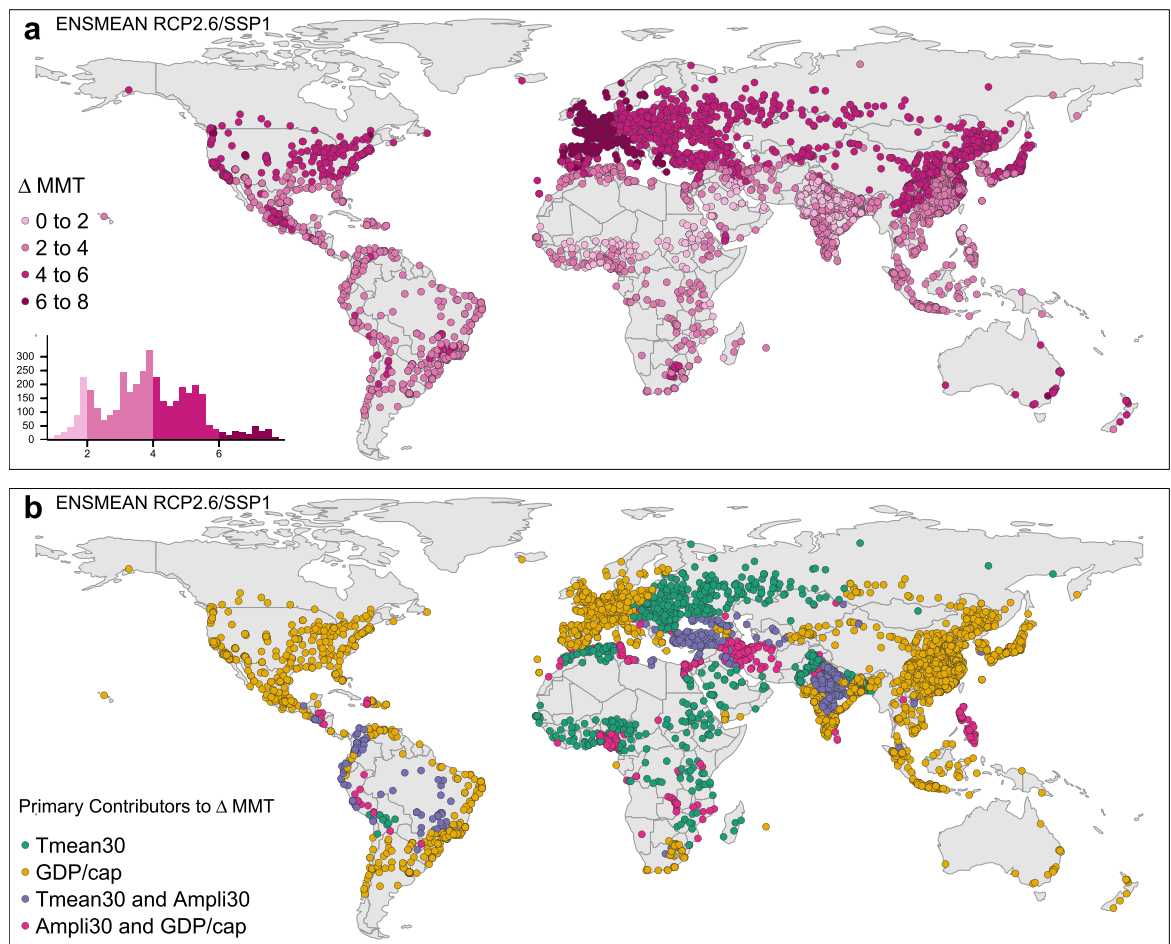 a ENSMEAN RCP2.6/SSP1
Δ MMT
0 to 2
2 to 4
4 to 6
6 to 8
300
250
200
150
100
50
0
2 4 6
b ENSMEAN RCP2.6/SSP1
Primary Contributors to Δ MMT
Tmean30
GDP/cap
Tmean30 and Ampli30
Ampli30 and GDP/cap